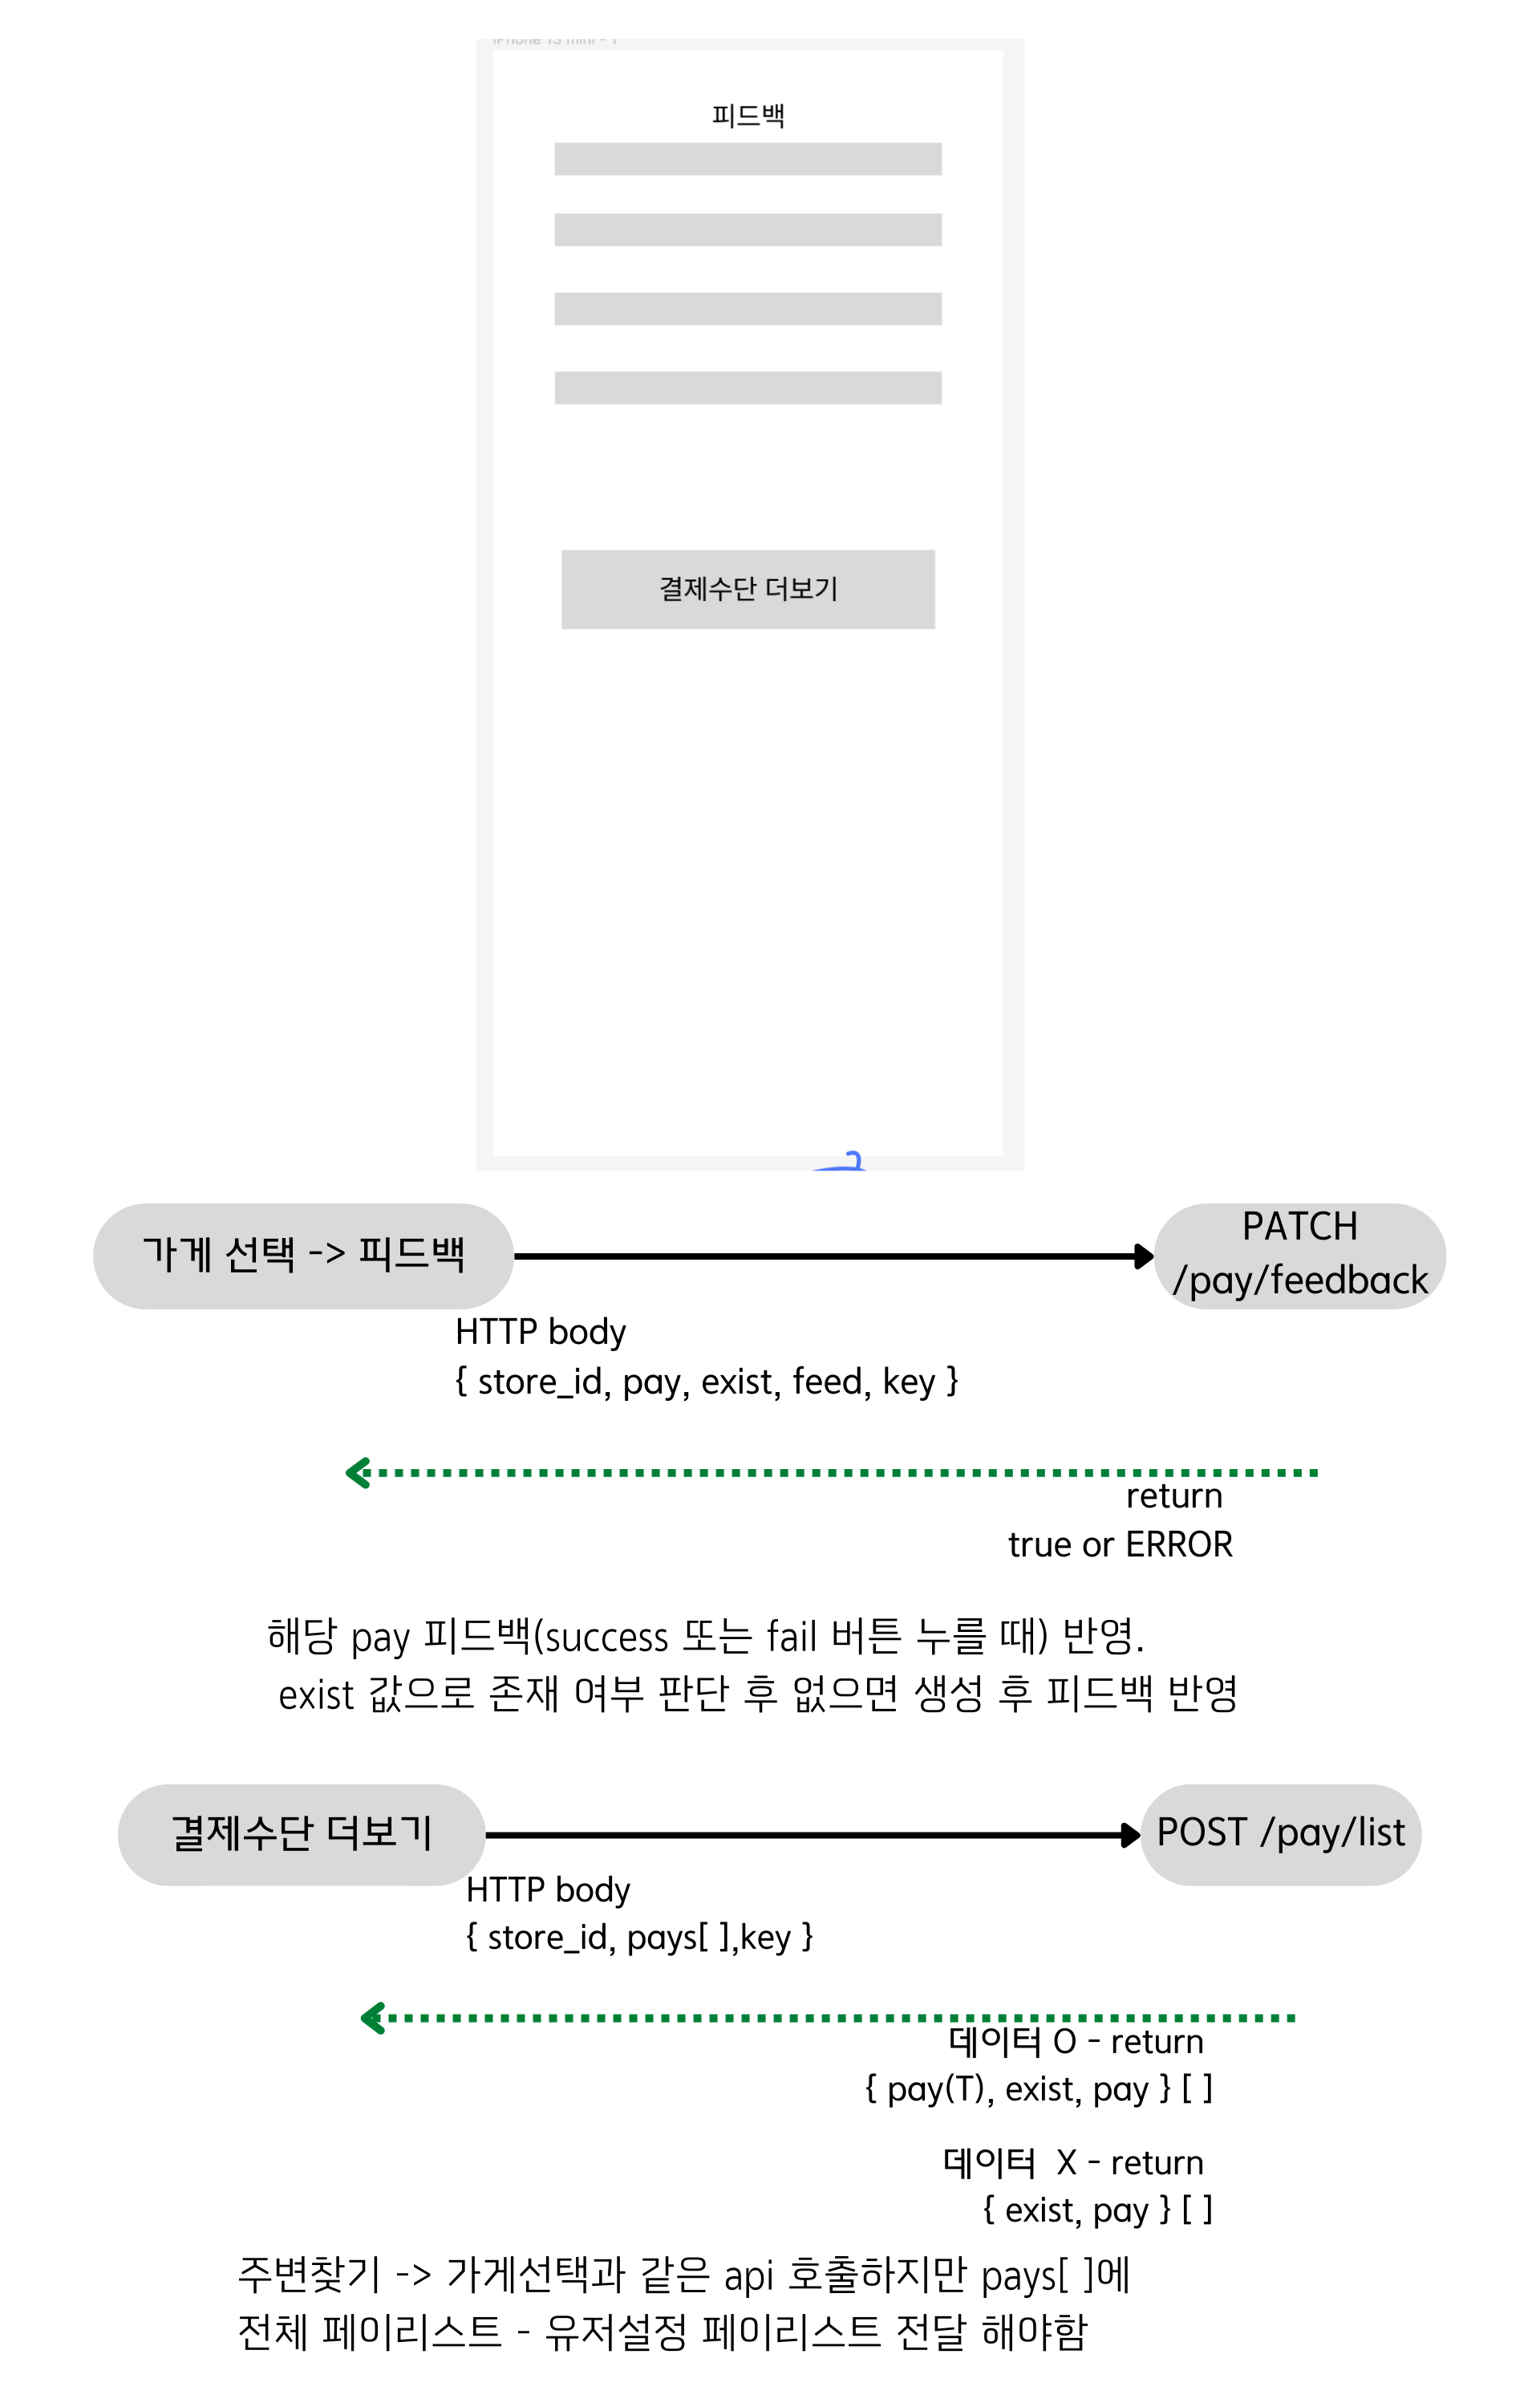 iPhone 13 mini - 1
피드백
결제수단 더보기
가게 선택 -> 피드백
PATCH
/pay/feedback
HTTP body
{ store_id, pay, exist, feed, key }
return
true or ERROR
해당 pay 피드백(success 또는 fail 버튼 누를 때) 반영.
exist 값으로 존재 여부 판단 후 없으면 생성 후 피드백 반영
결제수단 더보기
POST /pay/list
HTTP body
{ store_id, pays[ ],key }
데이터 O - return
{ pay(T), exist, pay } [ ]
데이터  X - return
{ exist, pay } [ ]
주변찾기 -> 가게선택과 같은 api 호출하지만 pays[ ]에
전체 페이리스트 - 유저설정 페이리스트 전달 해야함